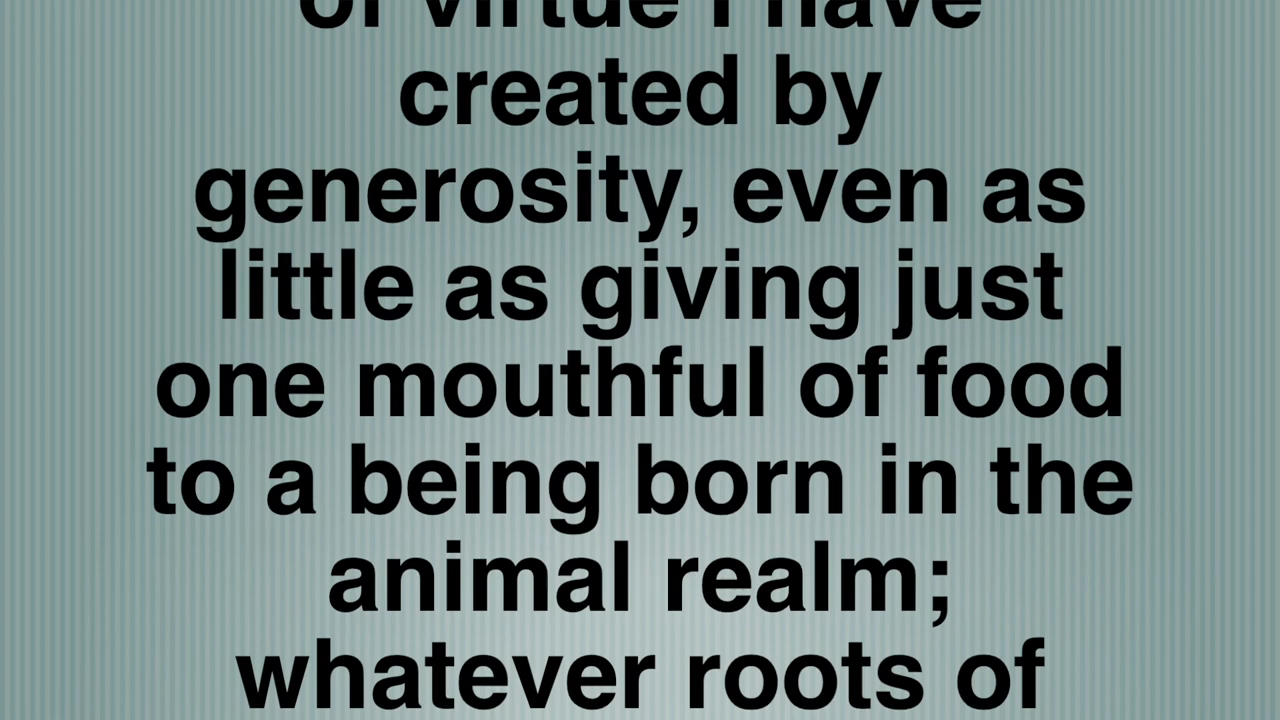 of virtue I have
created by
generosity, even as
little as giving just
one mouthful of food
to a being born in the
animal realm;
whatever roots of